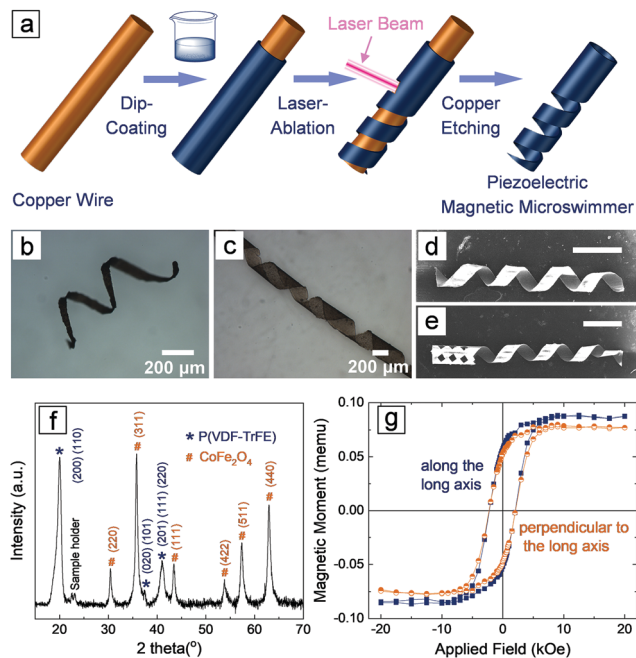 a
Laser Beam
Dip-
Coating
Laser-
Ablation
Copper
Etching
Copper Wire
Piezoelectric
Magnetic Microswimmer
b
200 µm
c
200 µm
d
e
f
Intensity (a.u.)
* (200) (110)
Sample holder
# (220)
# (311)
* (020) (101)
* (201) (111) (220)
# (111)
# (422)
# (511)
# (440)
* P(VDF-TrFE)
# CoFe2O4
20 30 40 50 60 70
2 theta(°)
g
Magnetic Moment (memu)
0.10
0.05
0.00
-0.05
-0.10
along the
long axis
perpendicular to
the long axis
-20 -10 0 10 20
Applied Field (kOe)